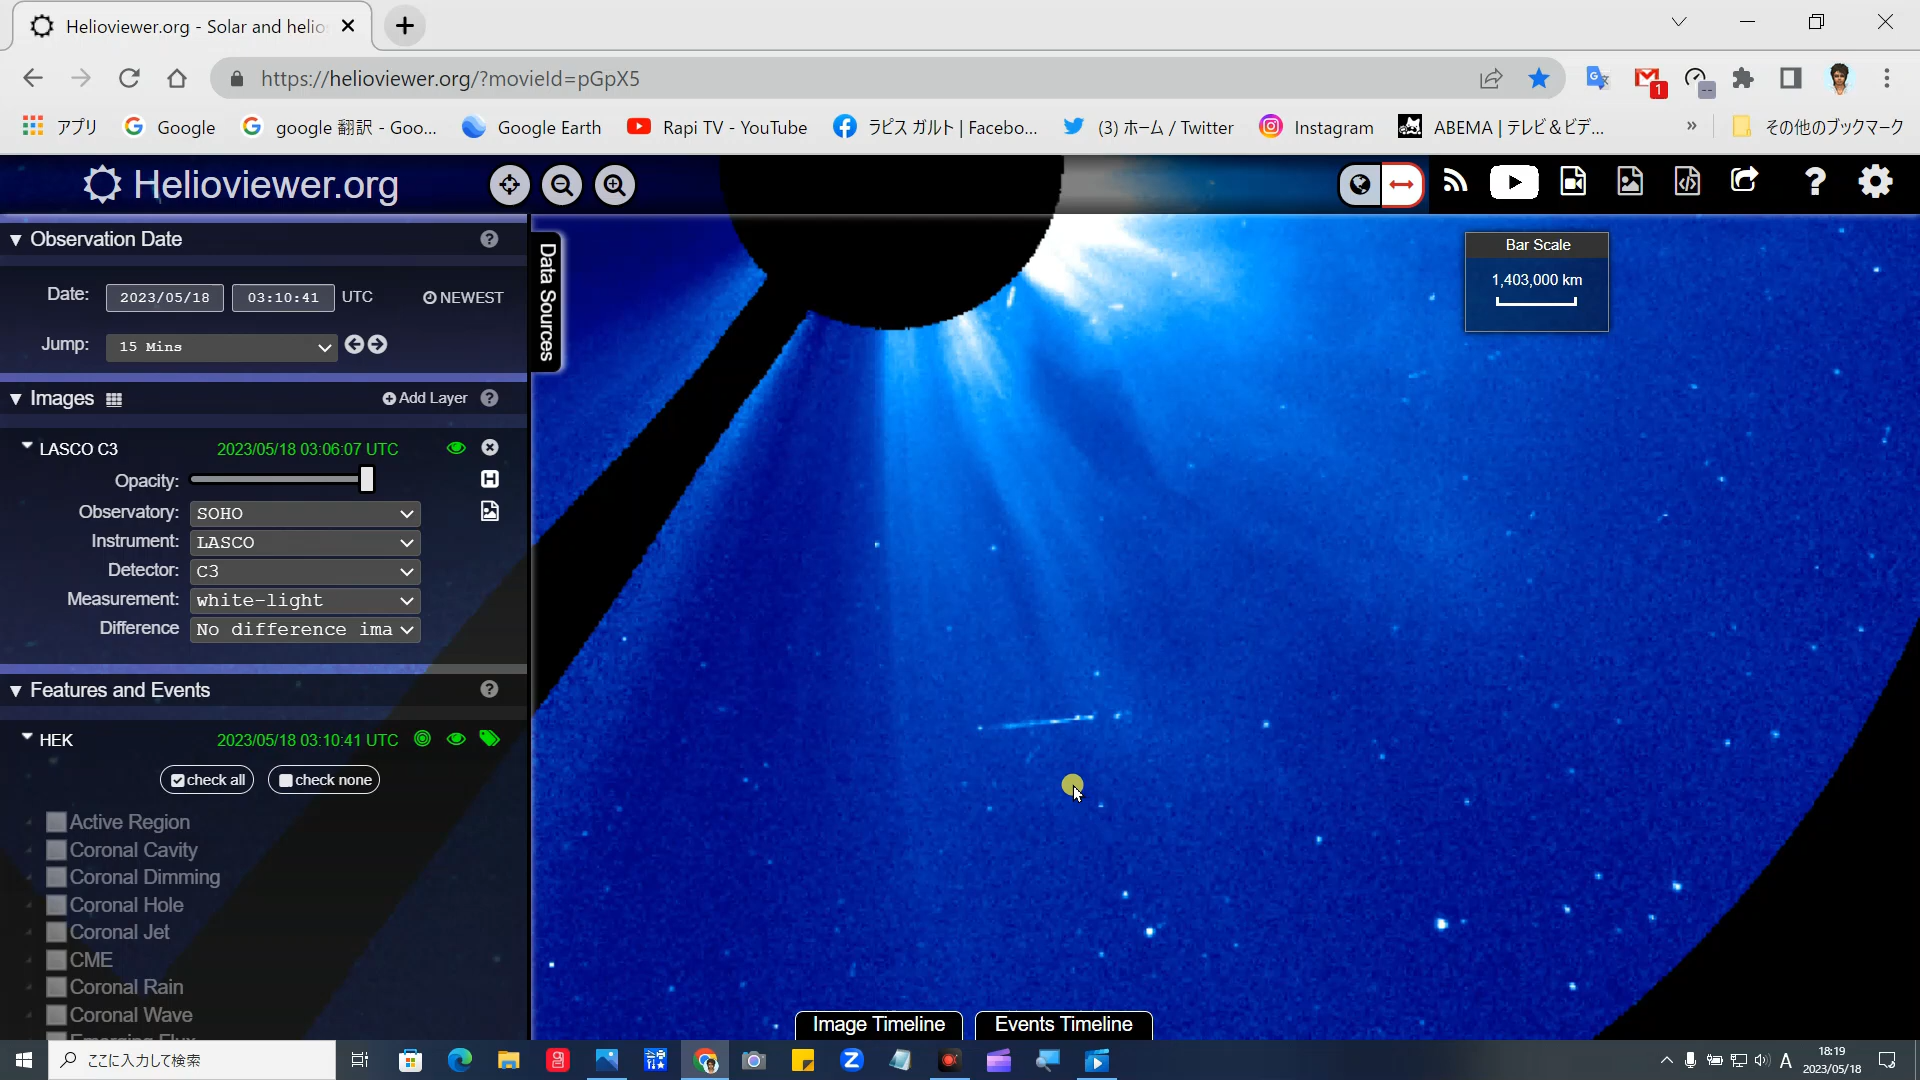 Helioviewer.org - Solar and helio
https://helioviewer.org/?movieId=pGpX5
1
アプリ
Google
google 翻訳 - Goo...
Google Earth
Rapi TV - YouTube
ラピス ガルト | Facebo...
(3) ホーム / Twitter
Instagram
ABEMA | テレビ＆ビデ...
»
その他のブックマーク
Helioviewer.org
Observation Date
Date: 2023/05/18 03:10:41 UTC NEWEST
Jump: 15 Mins
Data Sources
Bar Scale
1,403,000 km
Images Add Layer
LASCO C3 2023/05/18 03:06:07 UTC
Opacity:
Observatory: SOHO
Instrument: LASCO
Detector: C3
Measurement: white-light
Difference No difference ima
Features and Events
HEK 2023/05/18 03:10:41 UTC
check all check none
Active Region
Coronal Cavity
Coronal Dimming
Coronal Hole
Coronal Jet
CME
Coronal Rain
Coronal Wave
Emerging Flux
Image Timeline Events Timeline
ここに入力して検索
A
18:19
2023/05/18